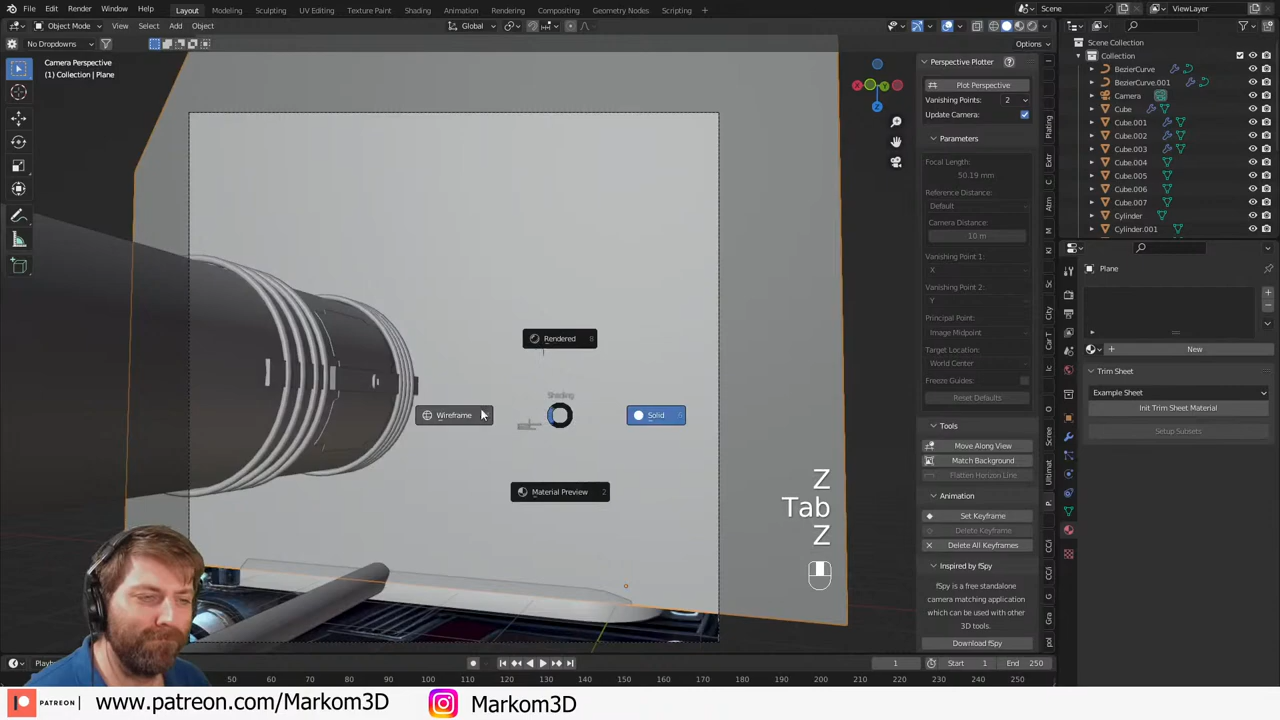 File Edit Render Window Help
Layout Modeling Sculpting UV Editing Texture Paint Shading Animation Rendering Compositing Geometry Nodes Scripting
Scene
ViewLayer
Object Mode View Select Add Object
Global
No Dropdowns
Options
Camera Perspective
(1) Collection | Plane
Perspective Plotter
Plot Perspective
Vanishing Points: 2
Update Camera:
Parameters
Focal Length:
50.19 mm
Reference Distance:
Default
Camera Distance:
10 m
Vanishing Point 1:
X
Vanishing Point 2:
Y
Principal Point:
Image Midpoint
Target Location:
World Center
Freeze Guides:
Reset Defaults
Tools
Move Along View
Match Background
Flatten Horizon Line
Animation
Set Keyframe
Delete Keyframe
Delete All Keyframes
Inspired by fSpy
fSpy is a free standalone
camera matching application
which can be used with other
3D tools.
Download fSpy
Scene Collection
Collection
BezierCurve
BezierCurve.001
Camera
Cube
Cube.001
Cube.002
Cube.003
Cube.004
Cube.005
Cube.006
Cube.007
Cylinder
Cylinder.001
Plane
New
Trim Sheet
Example Sheet
Init Trim Sheet Material
Setup Subsets
Rendered 8
Shading
Wireframe
Solid 6
Material Preview 2
Z
Tab
Z
1 Start 1 End 250
50 60 70 80 90 100 110 120 130 140 150 160 170 180 190 200 210 220 230 240 250
PATREON www.patreon.com/Markom3D Markom3D